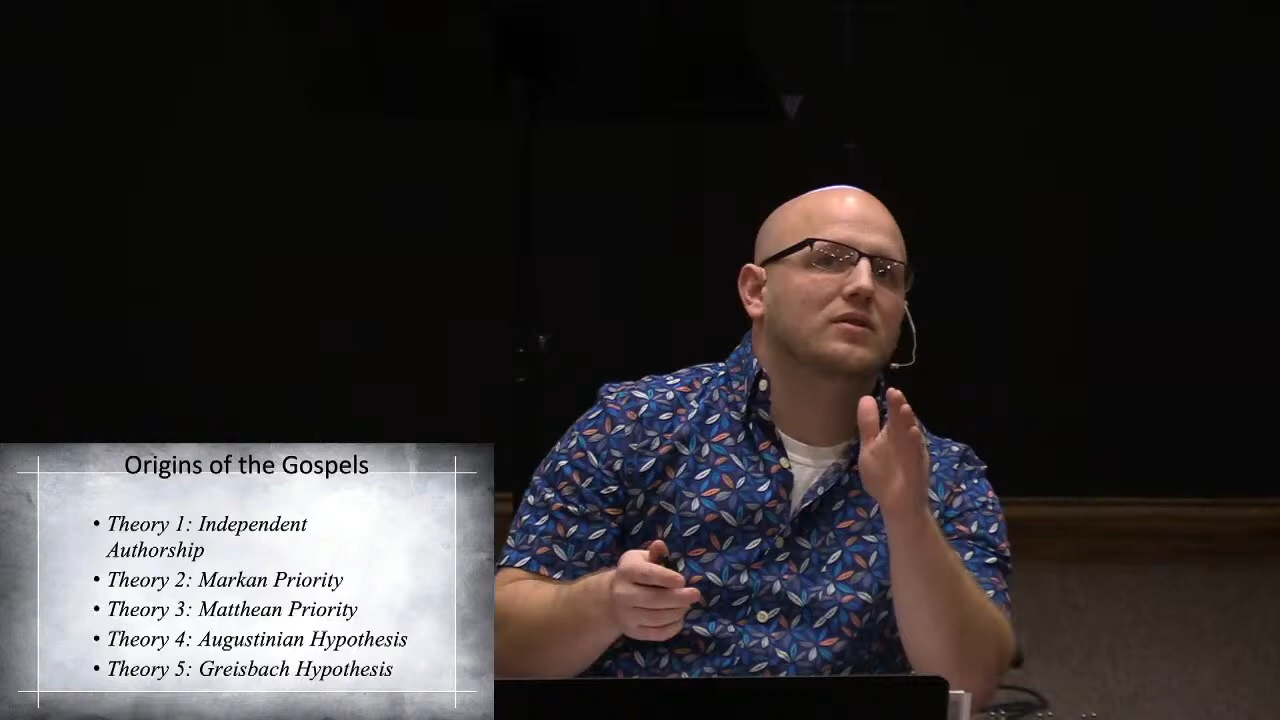 Origins of the Gospels
• Theory 1: Independent
Authorship
• Theory 2: Markan Priority
• Theory 3: Matthean Priority
• Theory 4: Augustinian Hypothesis
• Theory 5: Greisbach Hypothesis